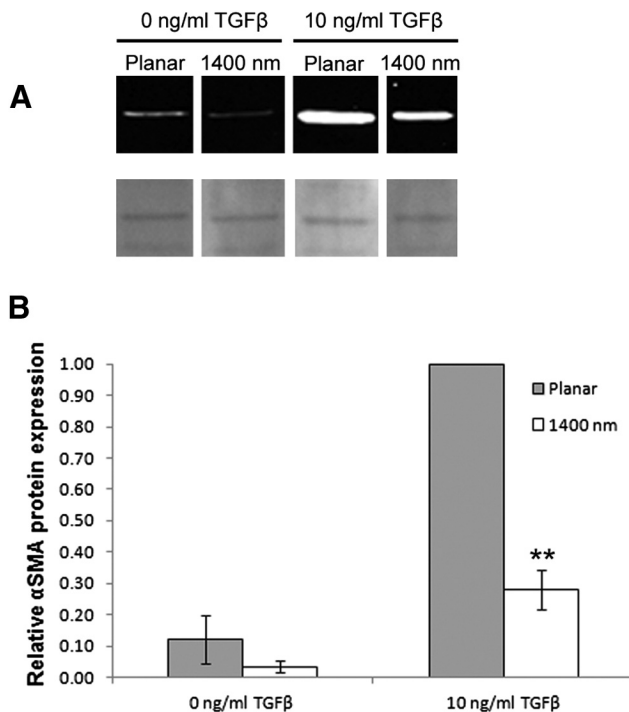 0 ng/ml TGFβ 10 ng/ml TGFβ
Planar 1400 nm Planar 1400 nm
A
B
Relative αSMA protein expression
1.00
0.90
0.80
0.70
0.60
0.50
0.40
0.30
0.20
0.10
0.00
Planar
1400 nm
**
0 ng/ml TGFβ 10 ng/ml TGFβ